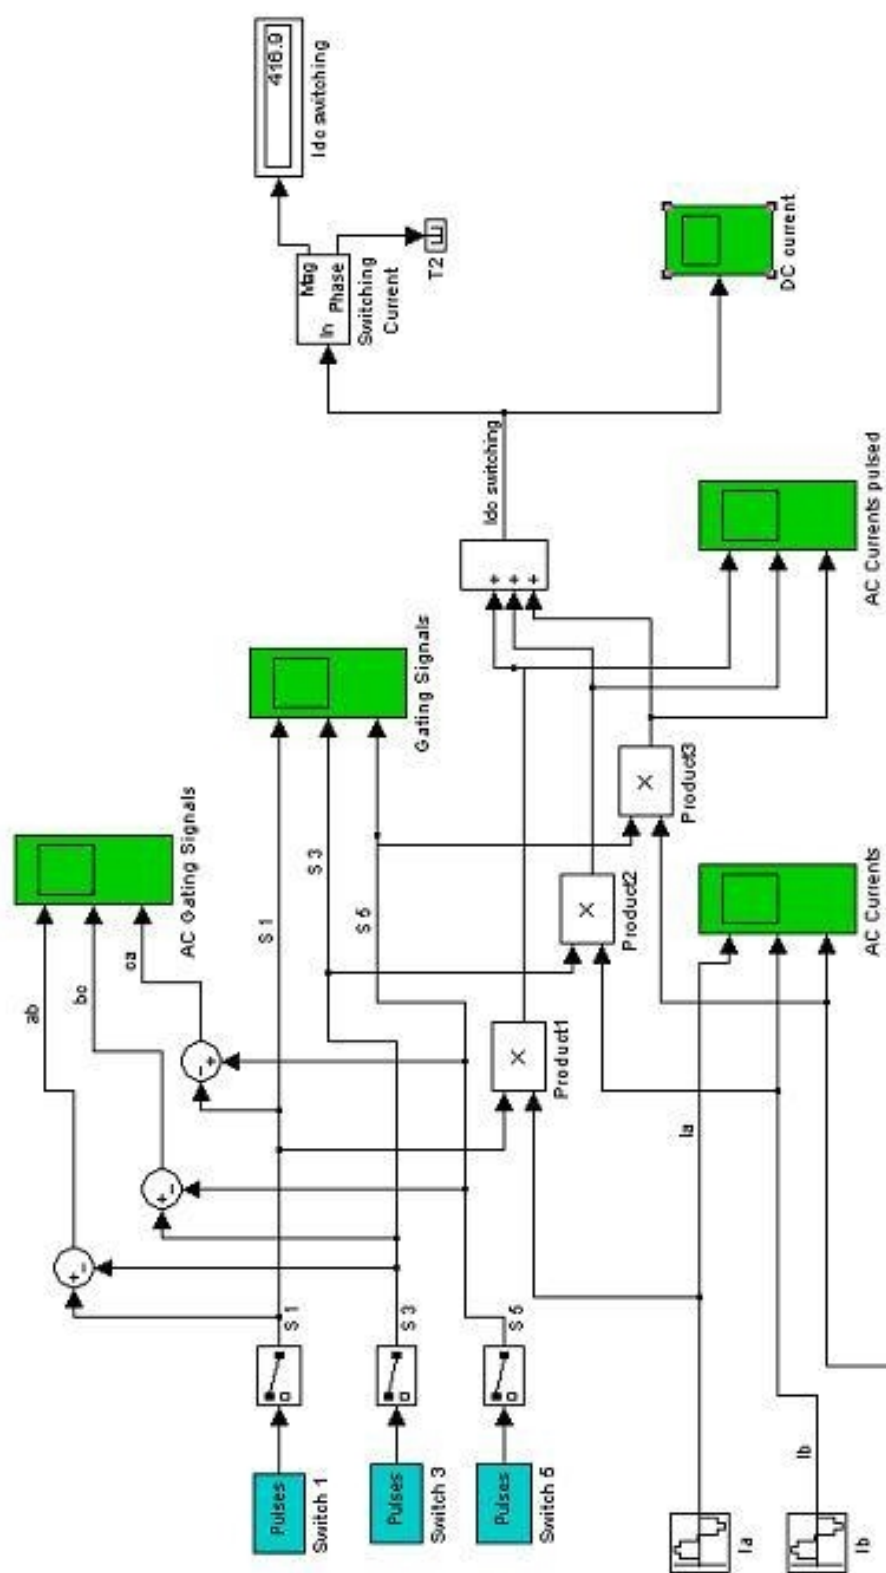 ab
bc
ca
AC Gating Signals
416.9
Idc switching
Pulses
Switch 1
S 1
S 1
Mag
In
Phase
Switching
Current
T2
Pulses
Switch 3
S 3
S 3
S 5
Gating Signals
Pulses
Switch 5
S 5
+
-
+
-
-
+
×
Product1
×
Product2
×
Product3
+
+
+
Idc switching
Ia
Ia
Ib
Ib
AC Currents
AC Currents pulsed
DC current